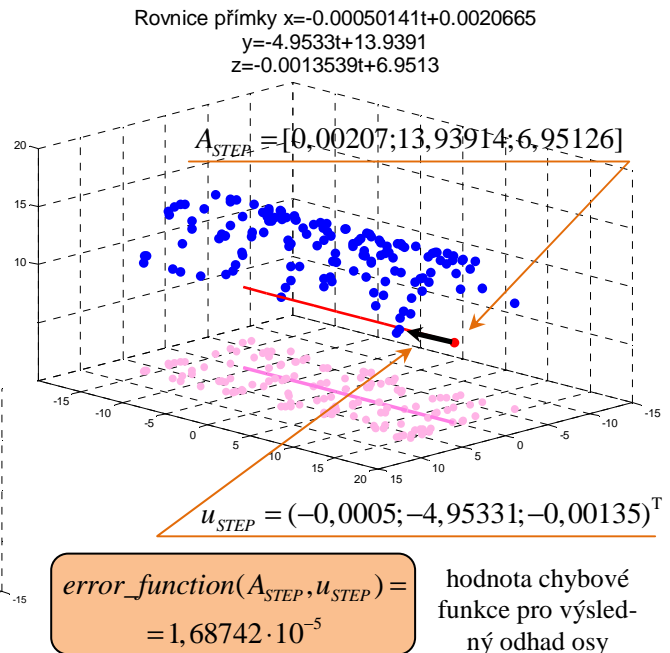 Rovnice přímky x=-0.00050141t+0.0020665
y=-4.9533t+13.9391
z=-0.0013539t+6.9513
A_STEP = [0,00207;13,93914;6,95126]
20
15
10
-15
-10
-5
0
5
10
15
20
15
10
5
0
-5
-10
-15
-15
u_STEP = (−0,0005;−4,95331;−0,00135)^T
error_function(A_STEP, u_STEP) =
= 1,68742·10^−5
hodnota chybové
funkce pro výsled-
ný odhad osy